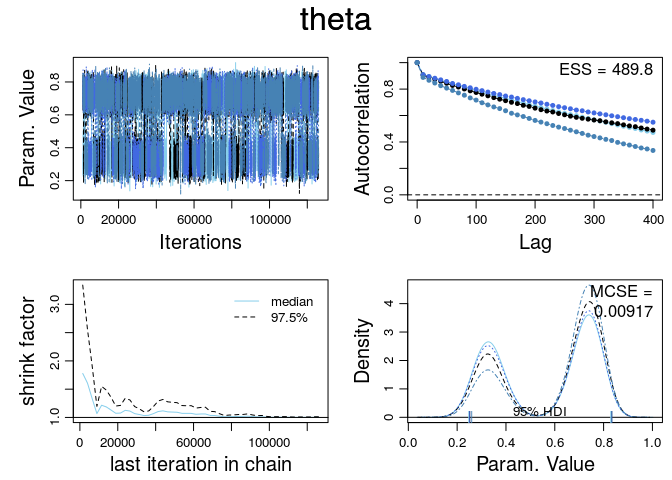 theta
Param. Value
0.2 0.4 0.6 0.8
0 20000 60000 100000
Iterations
Autocorrelation
0.0 0.4 0.8
ESS = 489.8
0 100 200 300 400
Lag
shrink factor
1.0 2.0 3.0
median
97.5%
0 20000 60000 100000
last iteration in chain
Density
0 1 2 3 4
MCSE =
0.00917
95% HDI
0.0 0.2 0.4 0.6 0.8 1.0
Param. Value